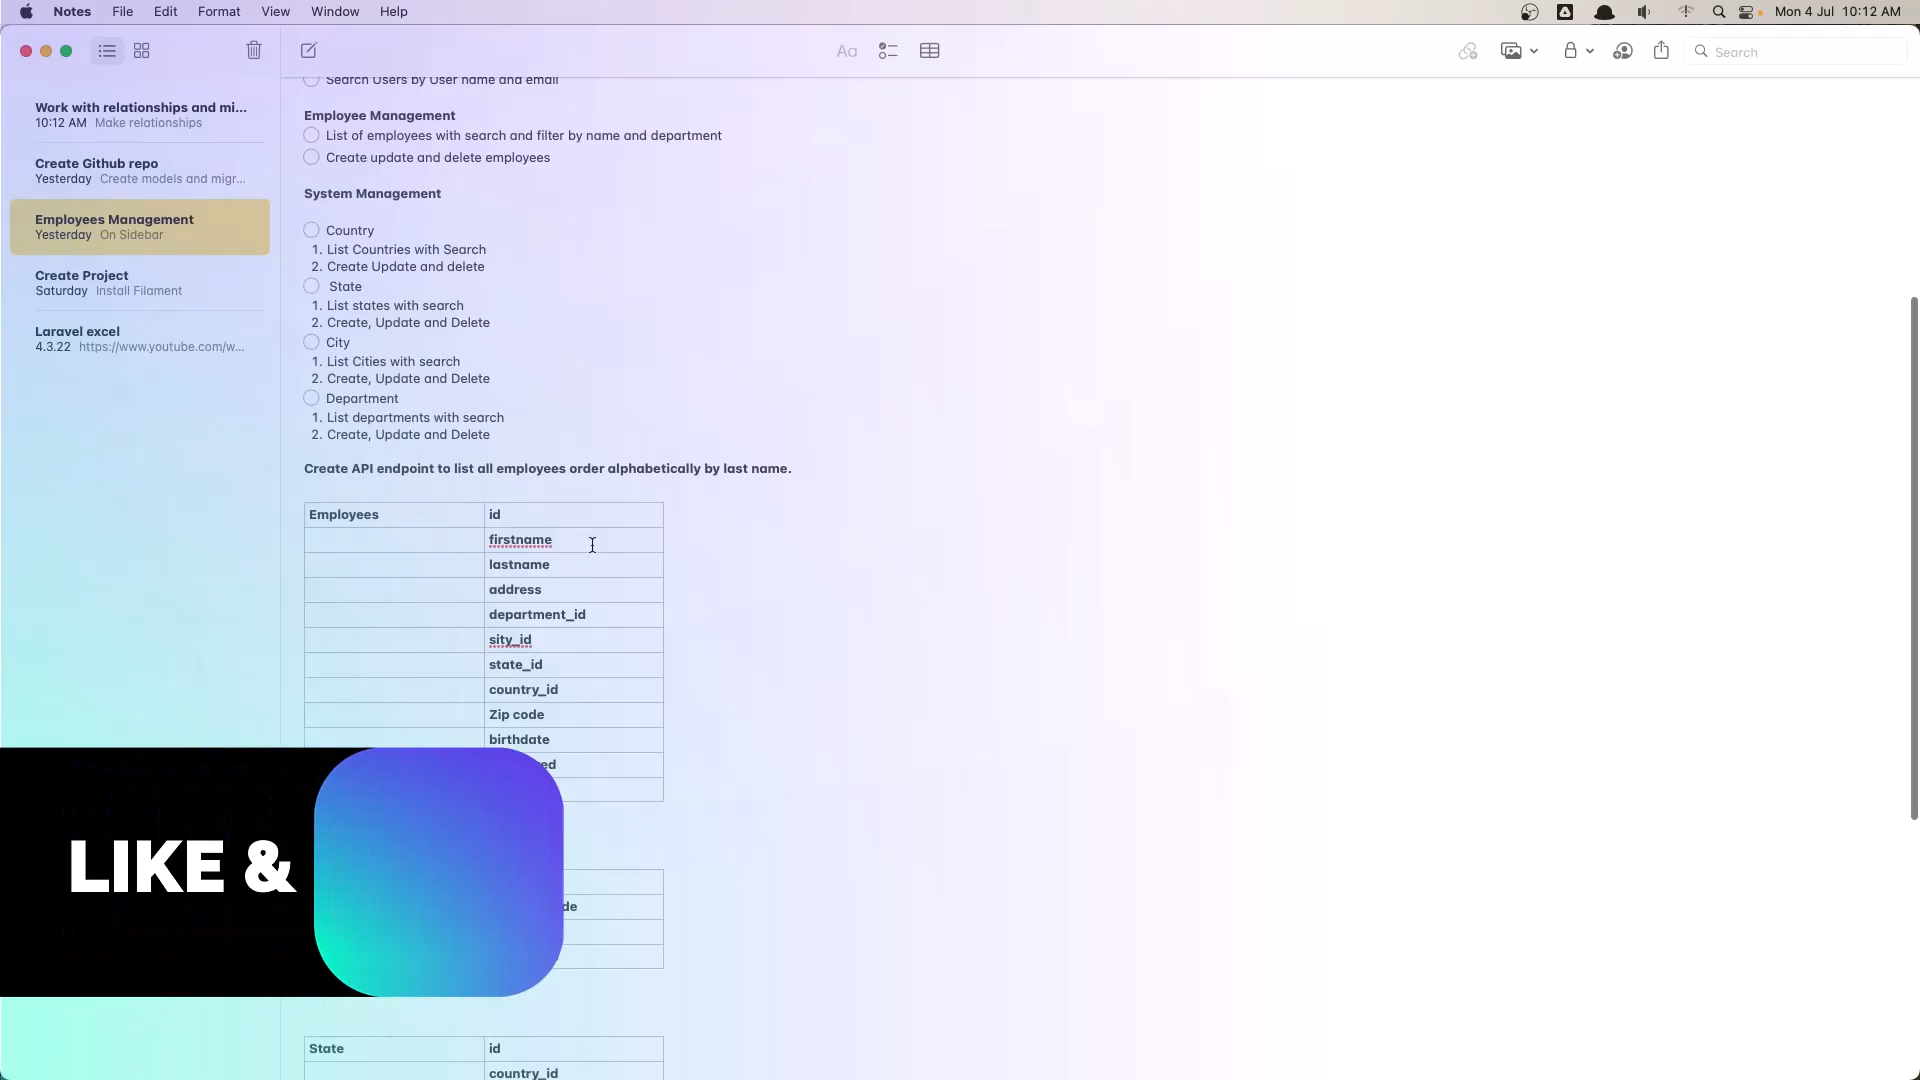 Notes File Edit Format View Window Help
Mon 4 Jul 10:12 AM
Aa
Search
Work with relationships and mi...
10:12 AM Make relationships
Create Github repo
Yesterday Create models and migr...
Employees Management
Yesterday On Sidebar
Create Project
Saturday Install Filament
Laravel excel
4.3.22 https://www.youtube.com/w...
Search Users by User name and email
Employee Management
List of employees with search and filter by name and department
Create update and delete employees
System Management
Country
1. List Countries with Search
2. Create Update and delete
State
1. List states with search
2. Create, Update and Delete
City
1. List Cities with search
2. Create, Update and Delete
Department
1. List departments with search
2. Create, Update and Delete
Create API endpoint to list all employees order alphabetically by last name.
Employees id
firstname
lastname
address
department_id
sity_id
state_id
country_id
Zip code
birthdate
ed
de
State id
country_id
LIKE &